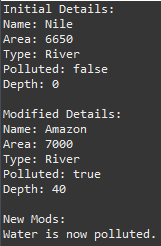 Initial Details:
Name: Nile
Area: 6650
Type: River
Polluted: false
Depth: 0
Modified Details:
Name: Amazon
Area: 7000
Type: River
Polluted: true
Depth: 40
New Mods:
Water is now polluted.